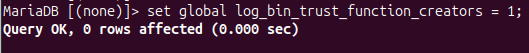 MariaDB [(none)]> set global log_bin_trust_function_creators = 1;
Query OK, 0 rows affected (0.000 sec)